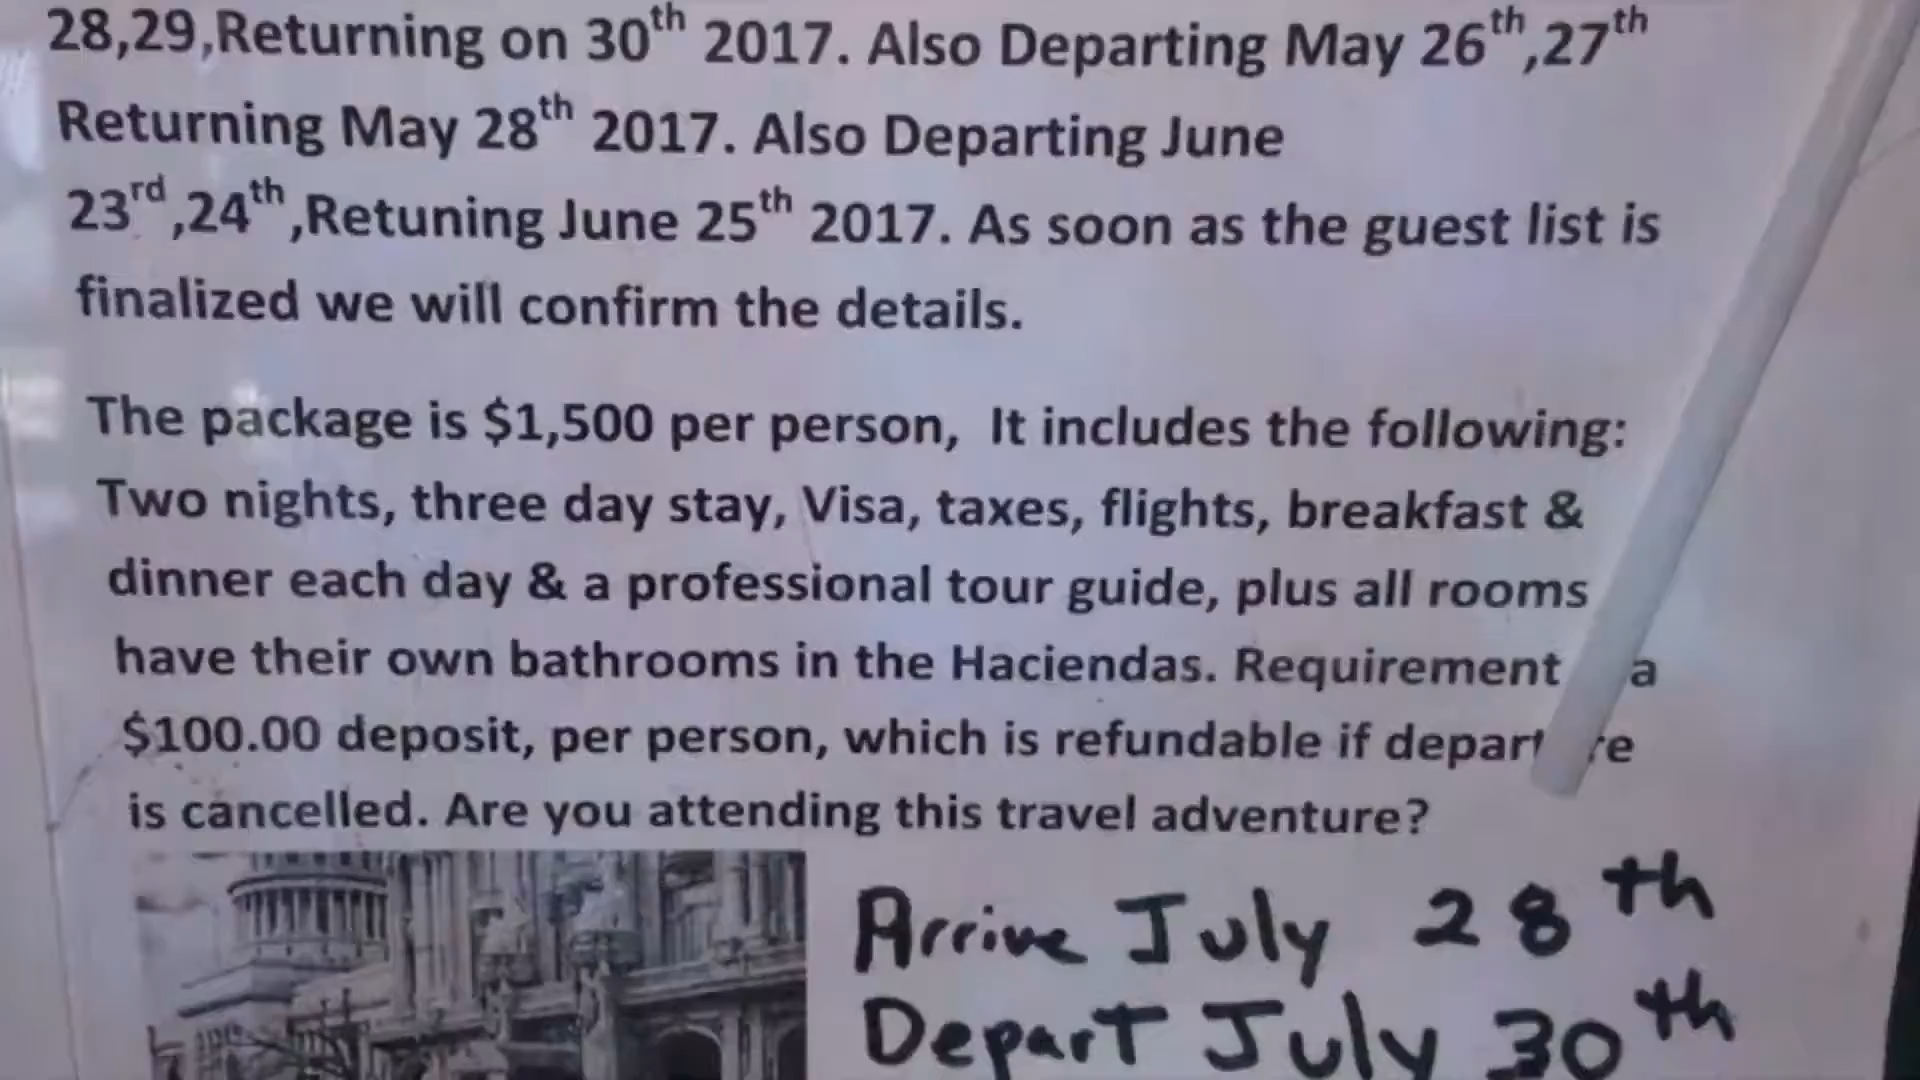 28,29,Returning on 30th 2017. Also Departing May 26th,27th
Returning May 28th 2017. Also Departing June
23rd,24th,Retuning June 25th 2017. As soon as the guest list is
finalized we will confirm the details.
The package is $1,500 per person, It includes the following:
Two nights, three day stay, Visa, taxes, flights, breakfast &
dinner each day & a professional tour guide, plus all rooms
have their own bathrooms in the Haciendas. Requirement a
$100.00 deposit, per person, which is refundable if departure
is cancelled. Are you attending this travel adventure?
Arrive July 28th
Depart July 30th